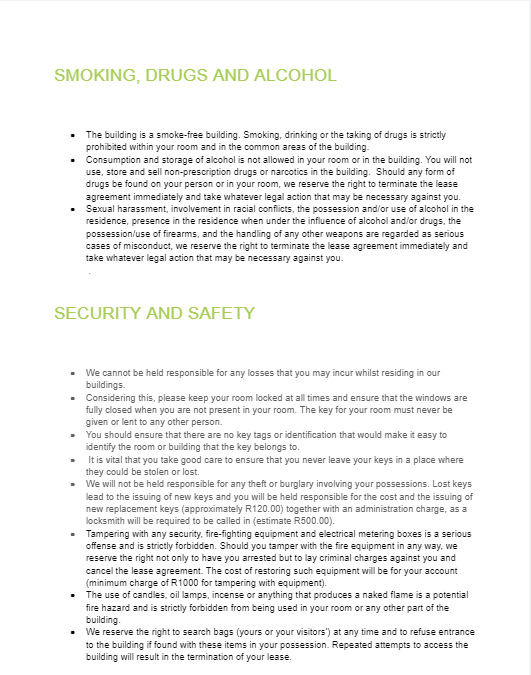 SMOKING, DRUGS AND ALCOHOL
• The building is a smoke-free building. Smoking, drinking or the taking of drugs is strictly
prohibited within your room and in the common areas of the building.
• Consumption and storage of alcohol is not allowed in your room or in the building. You will not
use, store and sell non-prescription drugs or narcotics in the building.  Should any form of
drugs be found on your person or in your room, we reserve the right to terminate the lease
agreement immediately and take whatever legal action that may be necessary against you.
• Sexual harassment, involvement in racial conflicts, the possession and/or use of alcohol in the
residence, presence in the residence when under the influence of alcohol and/or drugs, the
possession/use of firearms, and the handling of any other weapons are regarded as serious
cases of misconduct, we reserve the right to terminate the lease agreement immediately and
take whatever legal action that may be necessary against you.
.
SECURITY AND SAFETY
• We cannot be held responsible for any losses that you may incur whilst residing in our
buildings.
• Considering this, please keep your room locked at all times and ensure that the windows are
fully closed when you are not present in your room. The key for your room must never be
given or lent to any other person.
• You should ensure that there are no key tags or identification that would make it easy to
identify the room or building that the key belongs to.
• It is vital that you take good care to ensure that you never leave your keys in a place where
they could be stolen or lost.
• We will not be held responsible for any theft or burglary involving your possessions. Lost keys
lead to the issuing of new keys and you will be held responsible for the cost and the issuing of
new replacement keys (approximately R120.00) together with an administration charge, as a
locksmith will be required to be called in (estimate R500.00).
• Tampering with any security, fire-fighting equipment and electrical metering boxes is a serious
offense and is strictly forbidden. Should you tamper with the fire equipment in any way, we
reserve the right not only to have you arrested but to lay criminal charges against you and
cancel the lease agreement. The cost of restoring such equipment will be for your account
(minimum charge of R1000 for tampering with equipment).
• The use of candles, oil lamps, incense or anything that produces a naked flame is a potential
fire hazard and is strictly forbidden from being used in your room or any other part of the
building.
• We reserve the right to search bags (yours or your visitors') at any time and to refuse entrance
to the building if found with these items in your possession. Repeated attempts to access the
building will result in the termination of your lease.